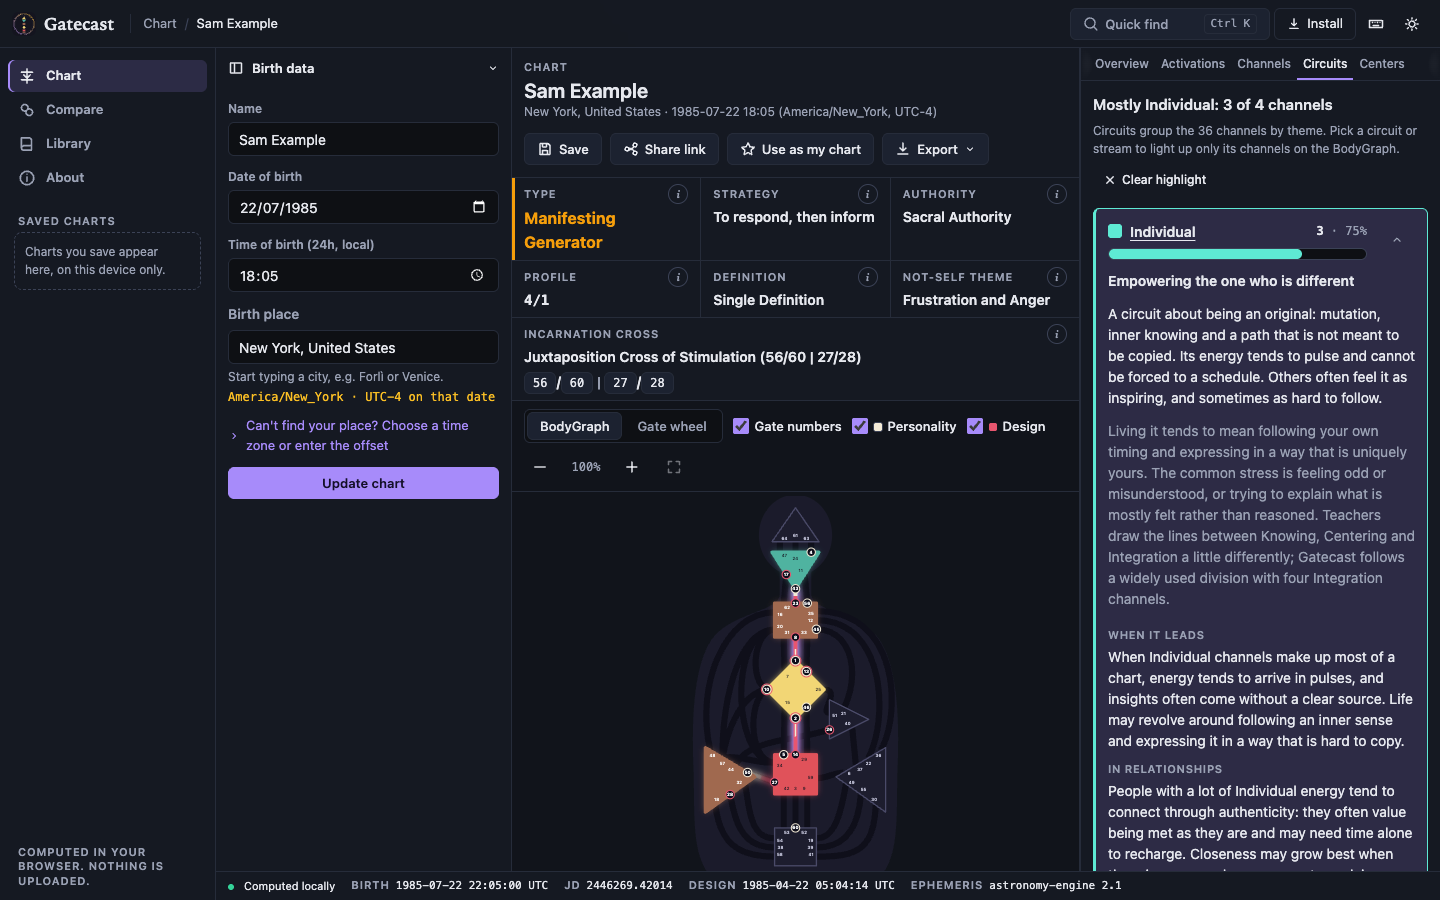 Gatecast
Chart / Sam Example
Quick find Ctrl K
Install
Chart
Compare
Library
About
SAVED CHARTS
Charts you save appear
here, on this device only.
COMPUTED IN YOUR
BROWSER. NOTHING IS
UPLOADED.
Birth data
Name
Sam Example
Date of birth
22/07/1985
Time of birth (24h, local)
18:05
Birth place
New York, United States
Start typing a city, e.g. Forlì or Venice.
America/New_York · UTC-4 on that date
Can't find your place? Choose a time
zone or enter the offset
Update chart
CHART
Sam Example
New York, United States · 1985-07-22 18:05 (America/New_York, UTC-4)
Save
Share link
Use as my chart
Export
TYPE
Manifesting
Generator
STRATEGY
To respond, then inform
AUTHORITY
Sacral Authority
PROFILE
4/1
DEFINITION
Single Definition
NOT-SELF THEME
Frustration and Anger
INCARNATION CROSS
Juxtaposition Cross of Stimulation (56/60 | 27/28)
56 / 60 | 27 / 28
BodyGraph
Gate wheel
Gate numbers
Personality
Design
100%
Overview
Activations
Channels
Circuits
Centers
Mostly Individual: 3 of 4 channels
Circuits group the 36 channels by theme. Pick a circuit or
stream to light up only its channels on the BodyGraph.
Clear highlight
Individual
3 · 75%
Empowering the one who is different
A circuit about being an original: mutation,
inner knowing and a path that is not meant to
be copied. Its energy tends to pulse and cannot
be forced to a schedule. Others often feel it as
inspiring, and sometimes as hard to follow.
Living it tends to mean following your own
timing and expressing in a way that is uniquely
yours. The common stress is feeling odd or
misunderstood, or trying to explain what is
mostly felt rather than reasoned. Teachers
draw the lines between Knowing, Centering and
Integration a little differently; Gatecast follows
a widely used division with four Integration
channels.
WHEN IT LEADS
When Individual channels make up most of a
chart, energy tends to arrive in pulses, and
insights often come without a clear source. Life
may revolve around following an inner sense
and expressing it in a way that is hard to copy.
IN RELATIONSHIPS
People with a lot of Individual energy tend to
connect through authenticity: they often value
being met as they are and may need time alone
to recharge. Closeness may grow best when
Computed locally
BIRTH 1985-07-22 22:05:00 UTC
JD 2446269.42014
DESIGN 1985-04-22 05:04:14 UTC
EPHEMERIS astronomy-engine 2.1